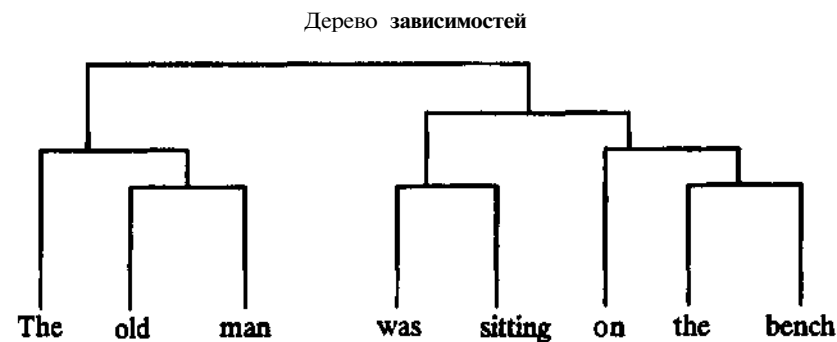 Дерево зависимостей
The old man was sitting on the bench